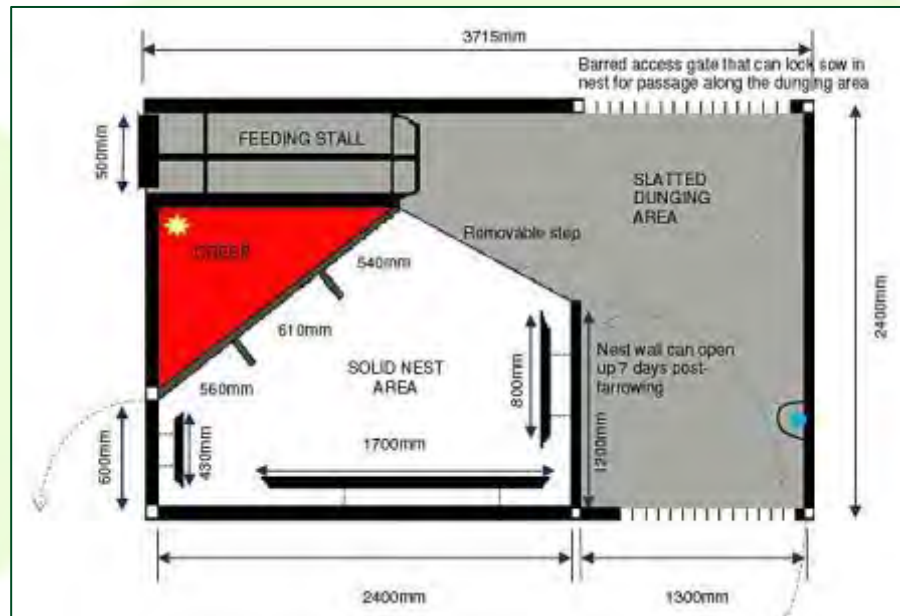 3715mm
Barred access gate that can lock sow in
nest for passage along the dunging area
500mm
FEEDING STALL
SLATTED
DUNGING
AREA
CREEP
Removable step
540mm
2400mm
610mm
SOLID NEST
AREA
Nest wall can open
up 7 days post-
farrowing
560mm
800mm
600mm
430mm
1700mm
1200mm
2400mm
1300mm